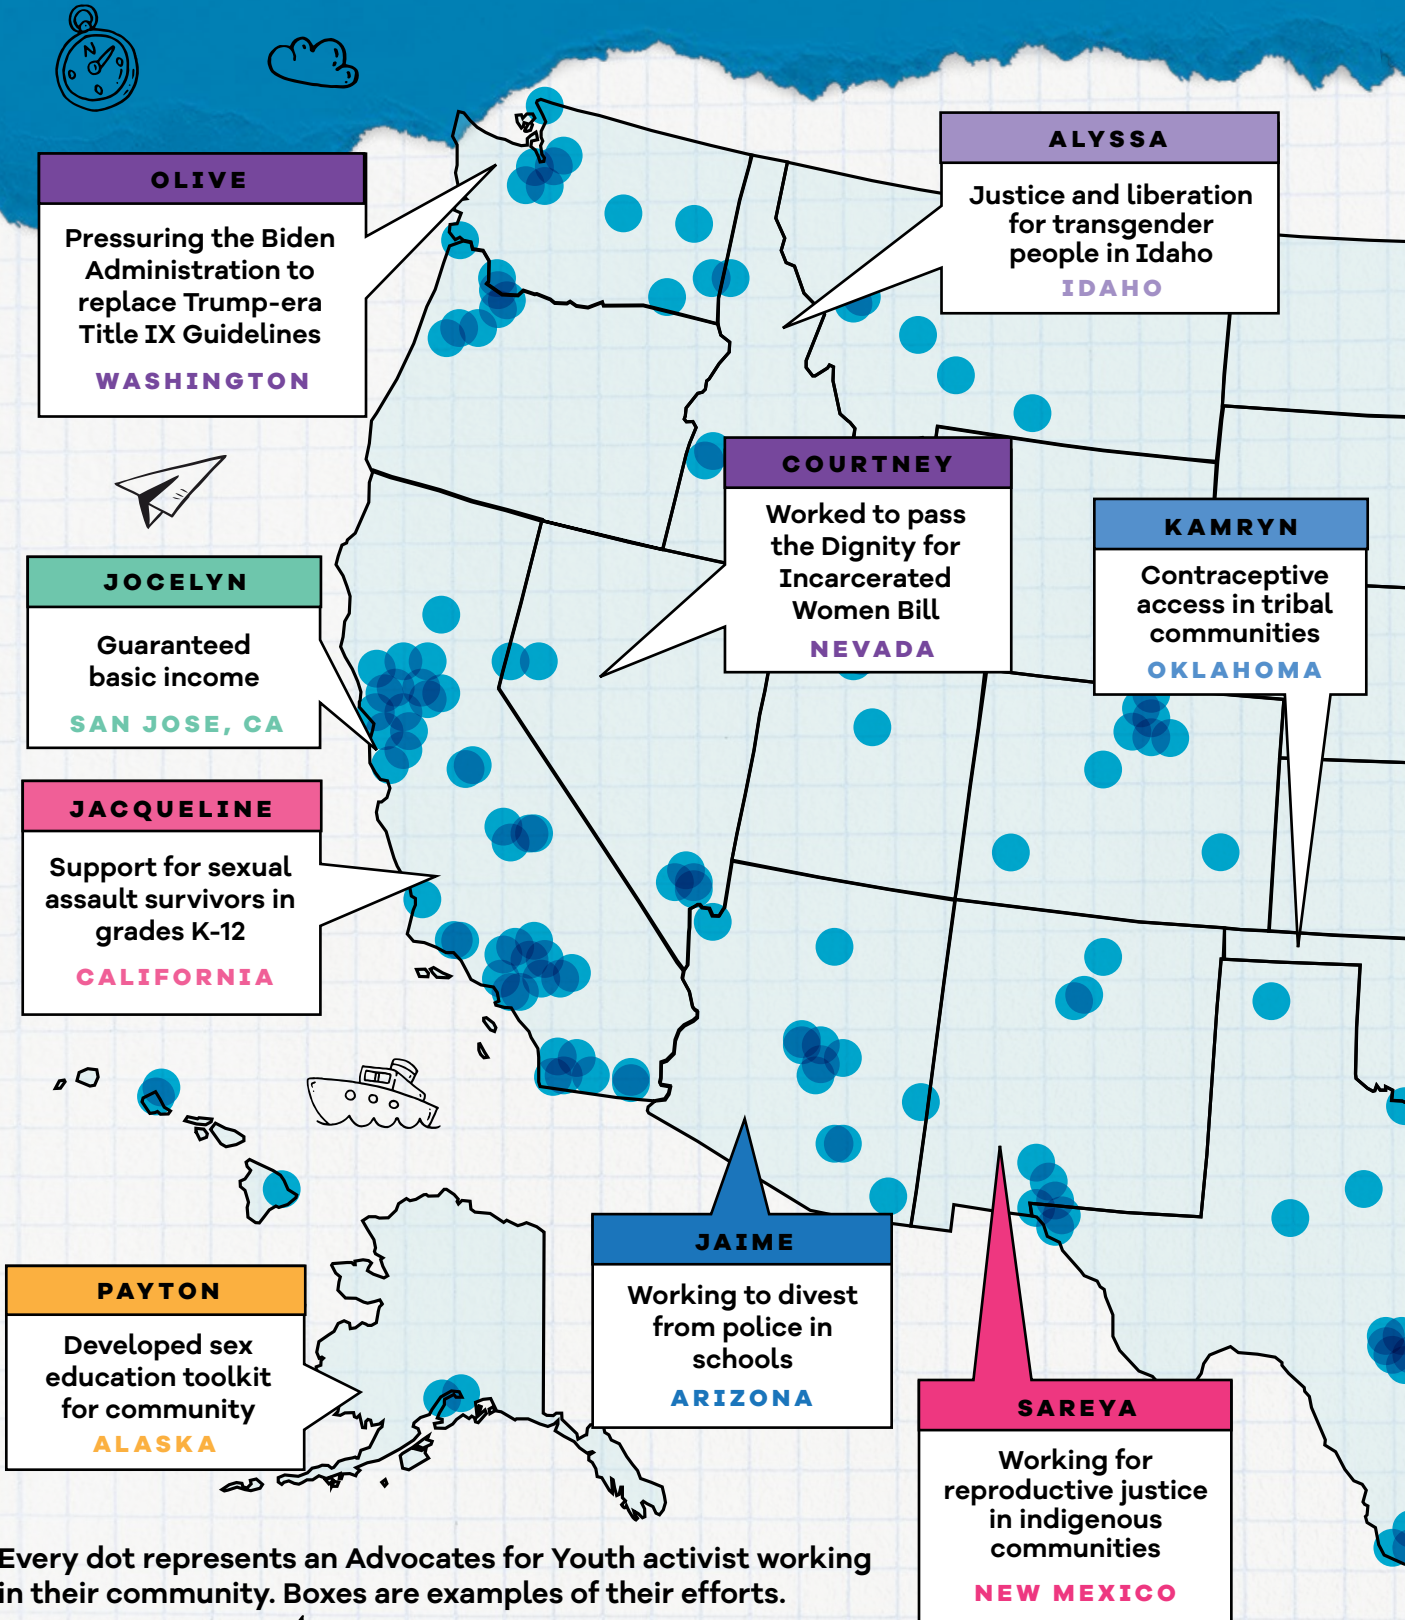 N
OLIVE
Pressuring the Biden
Administration to
replace Trump-era
Title IX Guidelines
WASHINGTON
ALYSSA
Justice and liberation
for transgender
people in Idaho
IDAHO
COURTNEY
Worked to pass
the Dignity for
Incarcerated
Women Bill
NEVADA
KAMRYN
Contraceptive
access in tribal
communities
OKLAHOMA
JOCELYN
Guaranteed
basic income
SAN JOSE, CA
JACQUELINE
Support for sexual
assault survivors in
grades K-12
CALIFORNIA
JAIME
Working to divest
from police in
schools
ARIZONA
PAYTON
Developed sex
education toolkit
for community
ALASKA
SAREYA
Working for
reproductive justice
in indigenous
communities
NEW MEXICO
Every dot represents an Advocates for Youth activist working
in their community. Boxes are examples of their efforts.